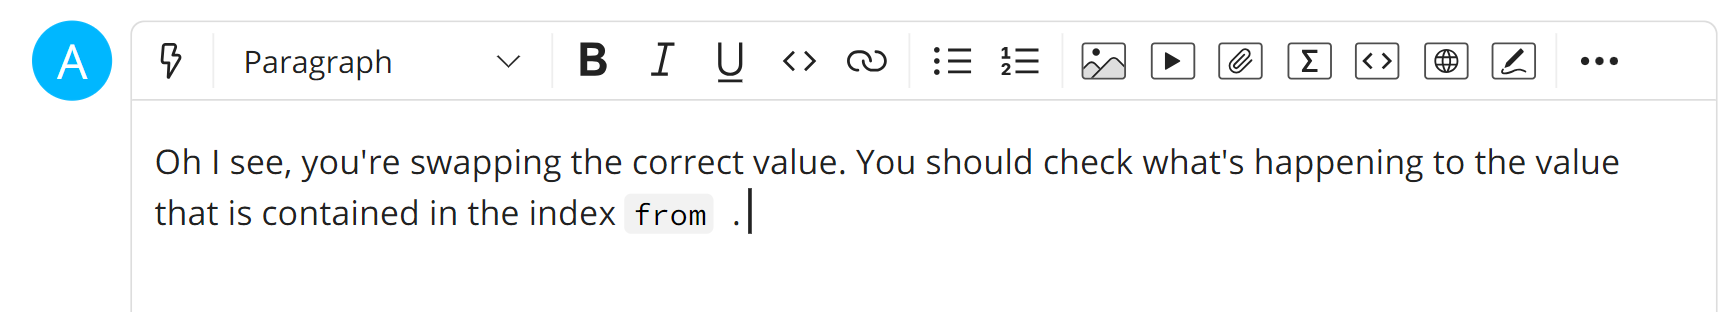 A
Paragraph
B I U
Oh I see, you're swapping the correct value. You should check what's happening to the value
that is contained in the index from .